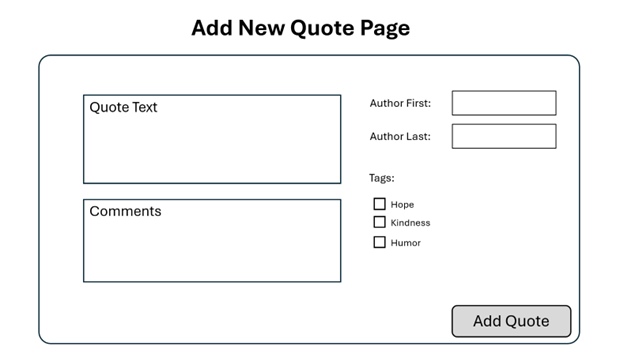 Add New Quote Page
Quote Text
Comments
Author First:
Author Last:
Tags:
Hope
Kindness
Humor
Add Quote